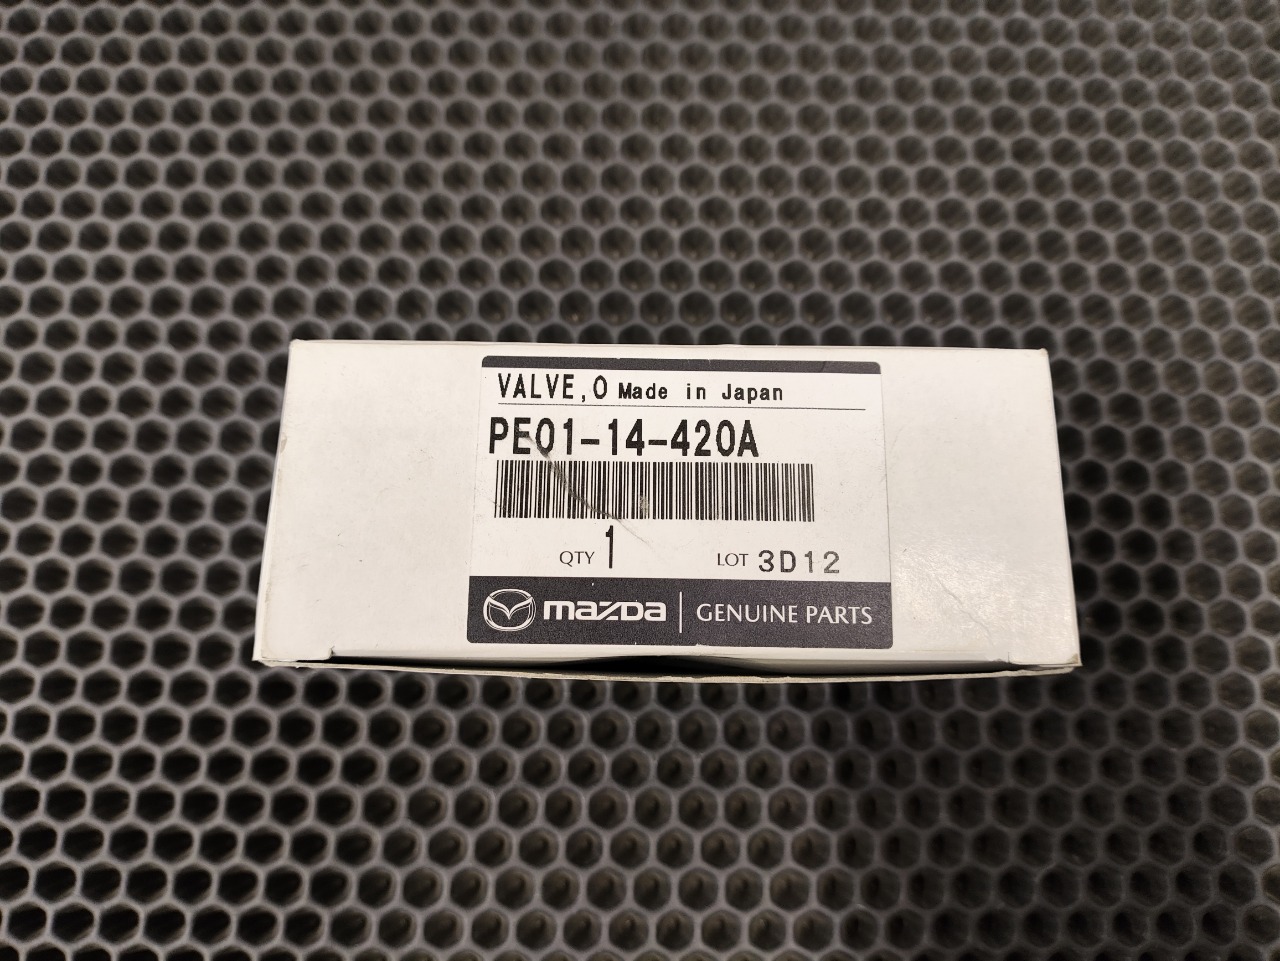 VALVE,O Made in Japan
PE01-14-420A
QTY 1 LOT 3D12
mazda GENUINE PARTS